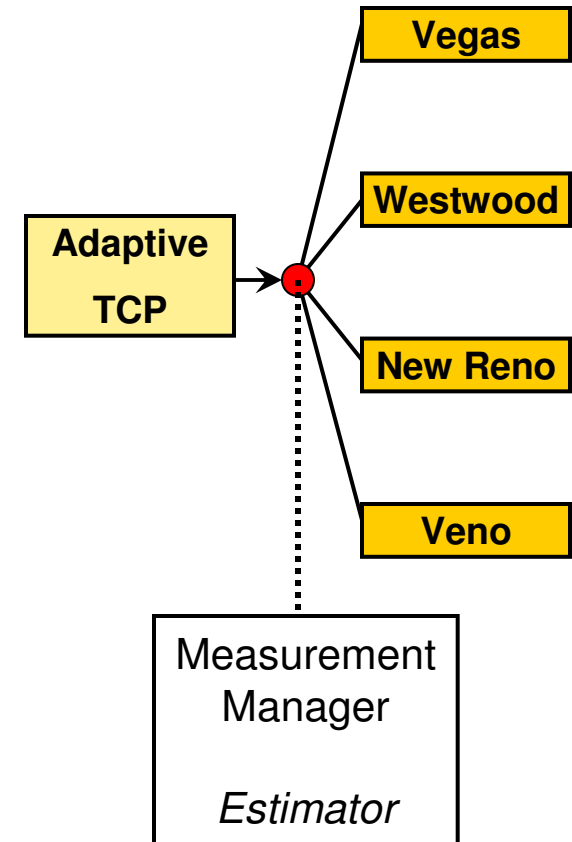 Vegas
Westwood
Adaptive
TCP
New Reno
Veno
Measurement
Manager
Estimator